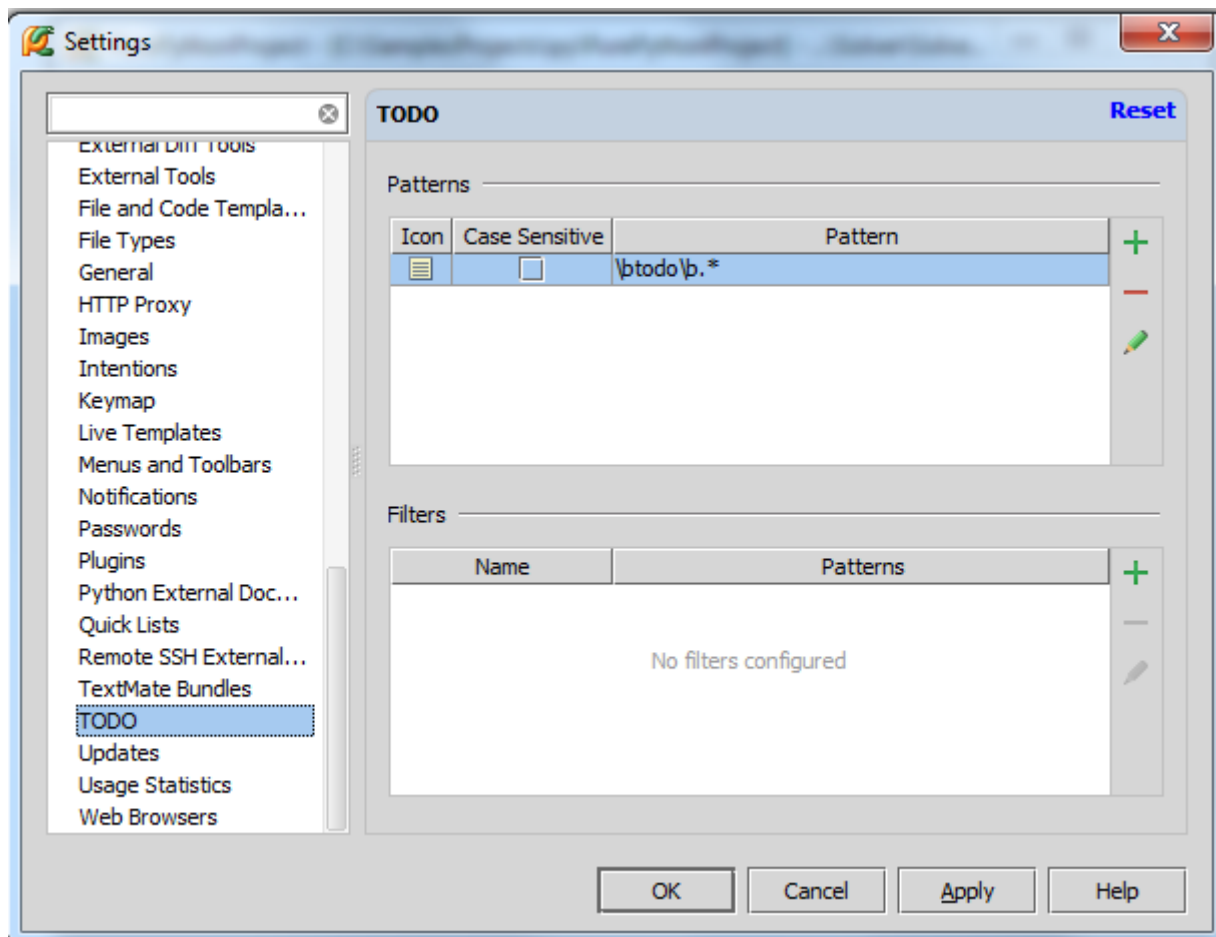 Settings
TODO
Reset
External Diff Tools
External Tools
File and Code Templa...
File Types
General
HTTP Proxy
Images
Intentions
Keymap
Live Templates
Menus and Toolbars
Notifications
Passwords
Plugins
Python External Doc...
Quick Lists
Remote SSH External...
TextMate Bundles
TODO
Updates
Usage Statistics
Web Browsers
Patterns
Icon Case Sensitive Pattern
\btodo\b.*
Filters
Name Patterns
No filters configured
OK Cancel Apply Help